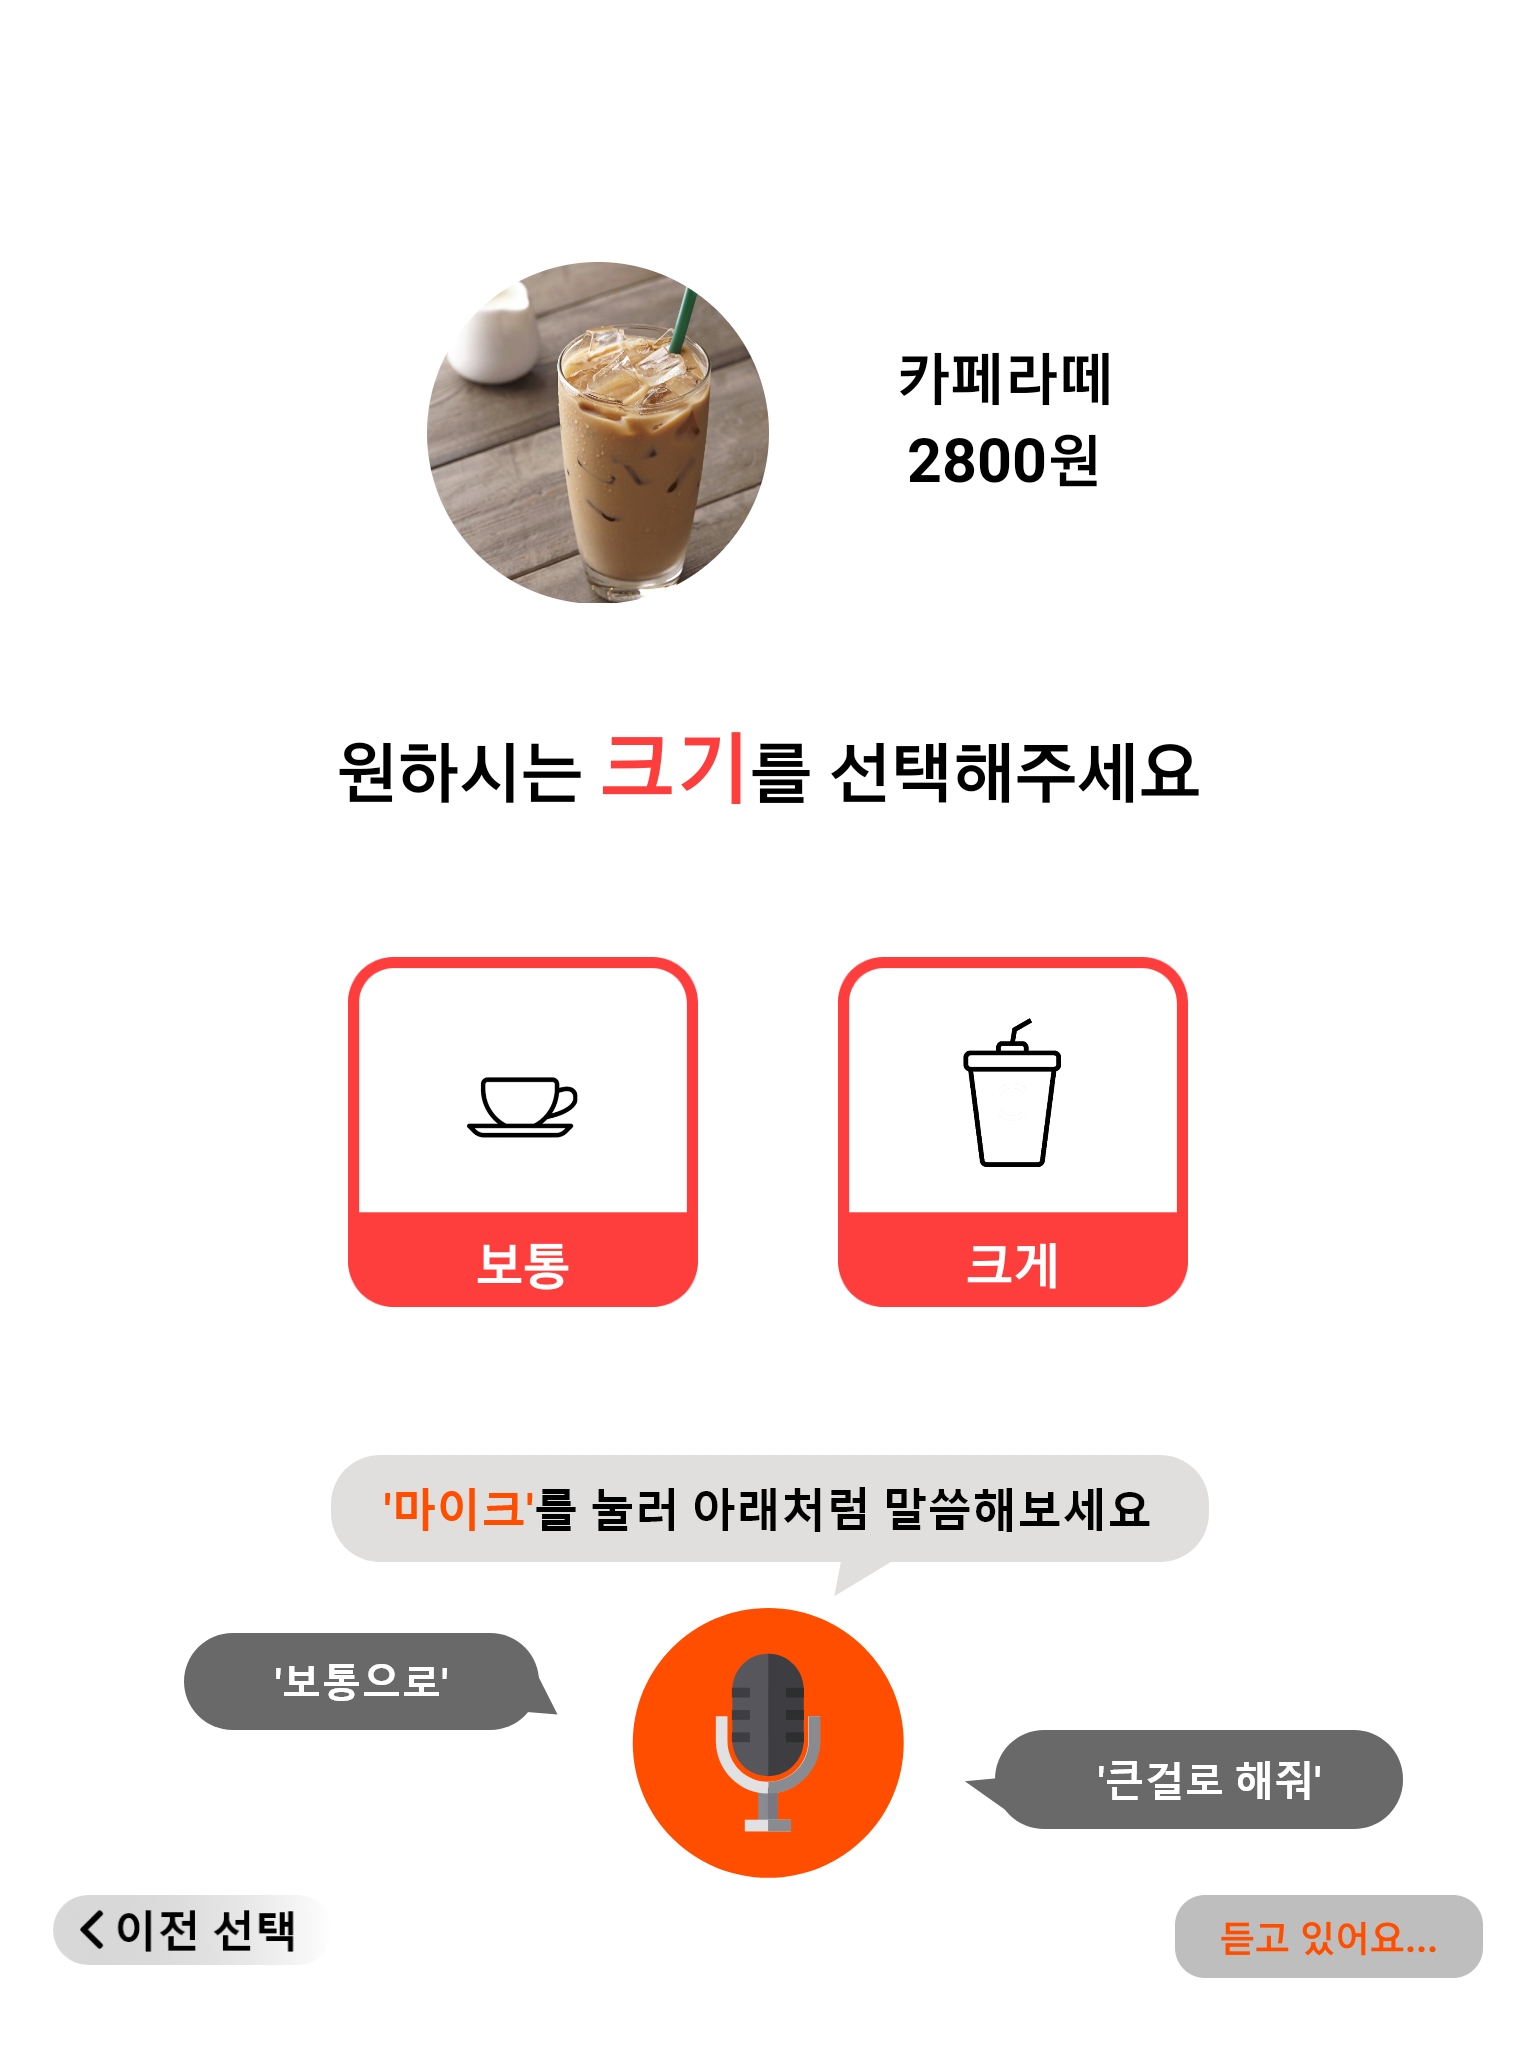 카페라떼
2800원
원하시는 크기를 선택해주세요
보통
크게
'마이크'를 눌러 아래처럼 말씀해보세요
'보통으로'
'큰걸로 해줘'
이전 선택
듣고 있어요...